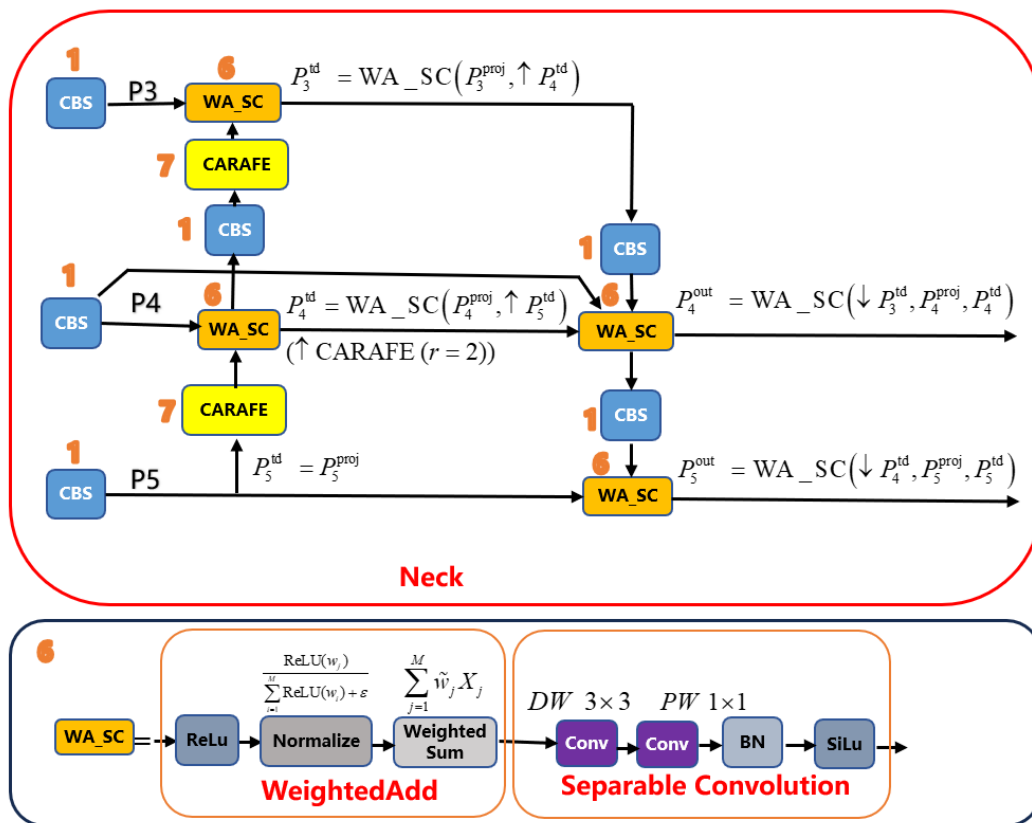 1
6
CBS
P3
WA_SC
P_3^td = WA_SC(P_3^proj, ↑ P_4^td)
7
CARAFE
1
CBS
1
CBS
1
CBS
P4
6
WA_SC
P_4^td = WA_SC(P_4^proj, ↑ P_5^td)
(↑ CARAFE (r = 2))
6
WA_SC
P_4^out = WA_SC(↓ P_3^td, P_4^proj, P_4^td)
7
CARAFE
1
CBS
1
CBS
P5
P_5^td = P_5^proj
6
WA_SC
P_5^out = WA_SC(↓ P_4^td, P_5^proj, P_5^td)
Neck
6
WA_SC
ReLu
ReLU(w_j) / (∑_{i=1}^{M} ReLU(w_i) + ε)
Normalize
∑_{j=1}^{M} w̃_j X_j
Weighted
Sum
WeightedAdd
DW 3×3
PW 1×1
Conv
Conv
BN
SiLu
Separable Convolution